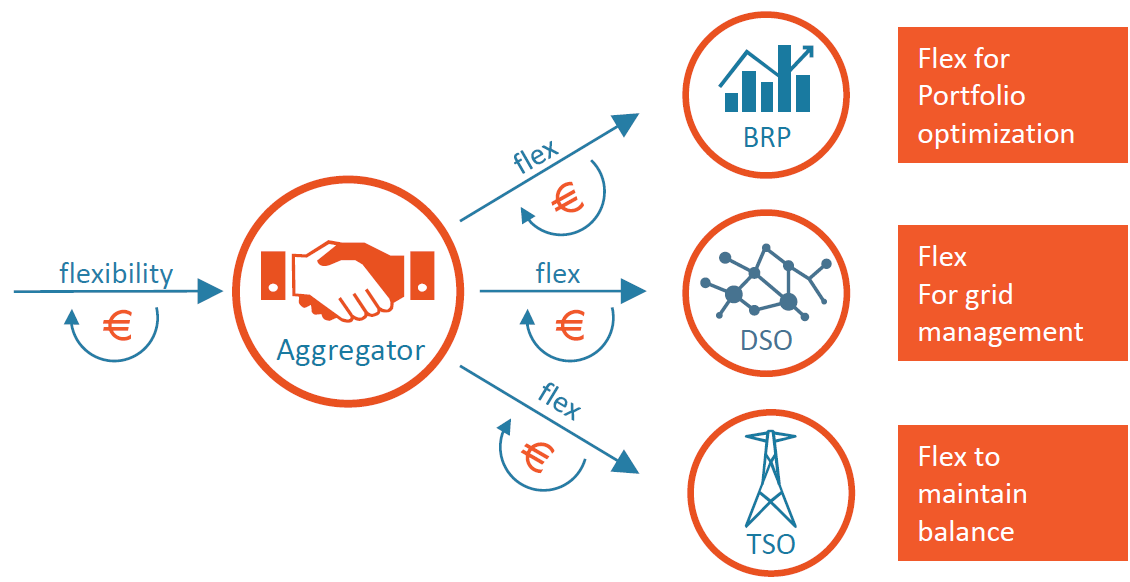 flexibility
€
Aggregator
flex
€
flex
€
flex
€
BRP
DSO
TSO
Flex for
Portfolio
optimization
Flex
For grid
management
Flex to
maintain
balance